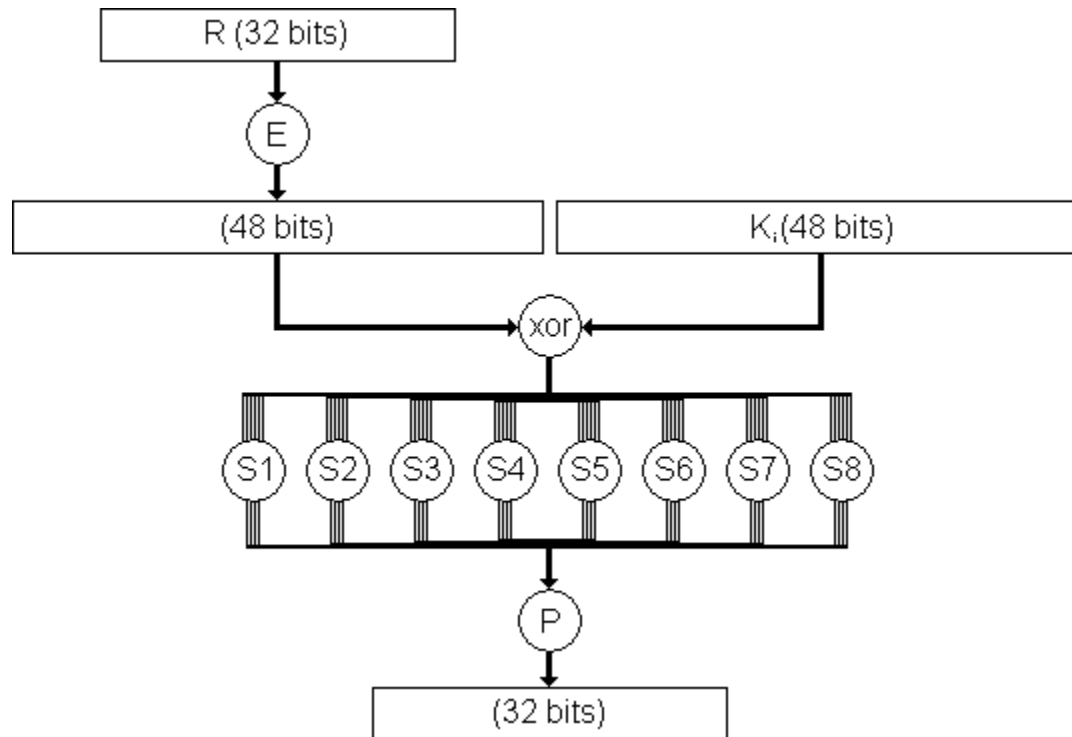 R (32 bits)
E
(48 bits)
Ki(48 bits)
xor
S1 S2 S3 S4 S5 S6 S7 S8
P
(32 bits)